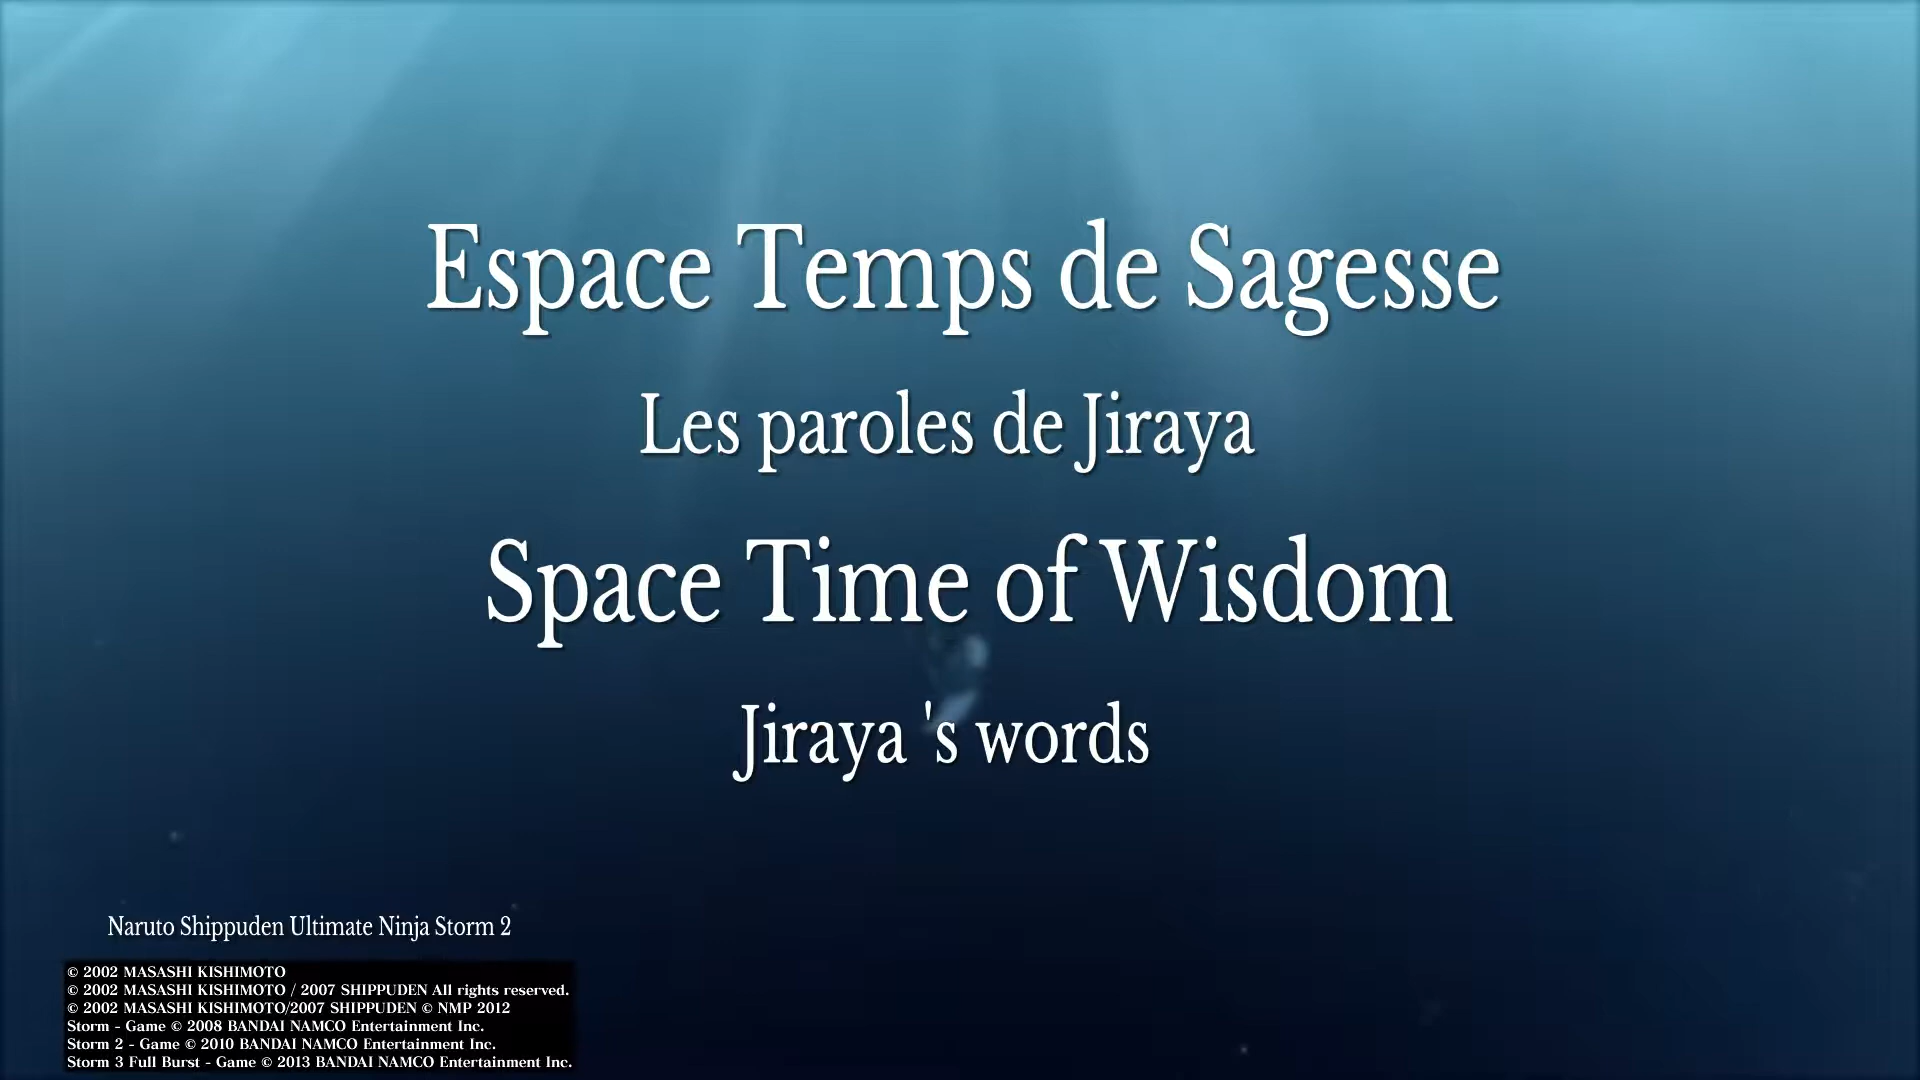 Espace Temps de Sagesse
Les paroles de Jiraya
Space Time of Wisdom
Jiraya 's words
Naruto Shippuden Ultimate Ninja Storm 2
© 2002 MASASHI KISHIMOTO
© 2002 MASASHI KISHIMOTO / 2007 SHIPPUDEN All rights reserved.
© 2002 MASASHI KISHIMOTO/2007 SHIPPUDEN © NMP 2012
Storm - Game © 2008 BANDAI NAMCO Entertainment Inc.
Storm 2 - Game © 2010 BANDAI NAMCO Entertainment Inc.
Storm 3 Full Burst - Game © 2013 BANDAI NAMCO Entertainment Inc.